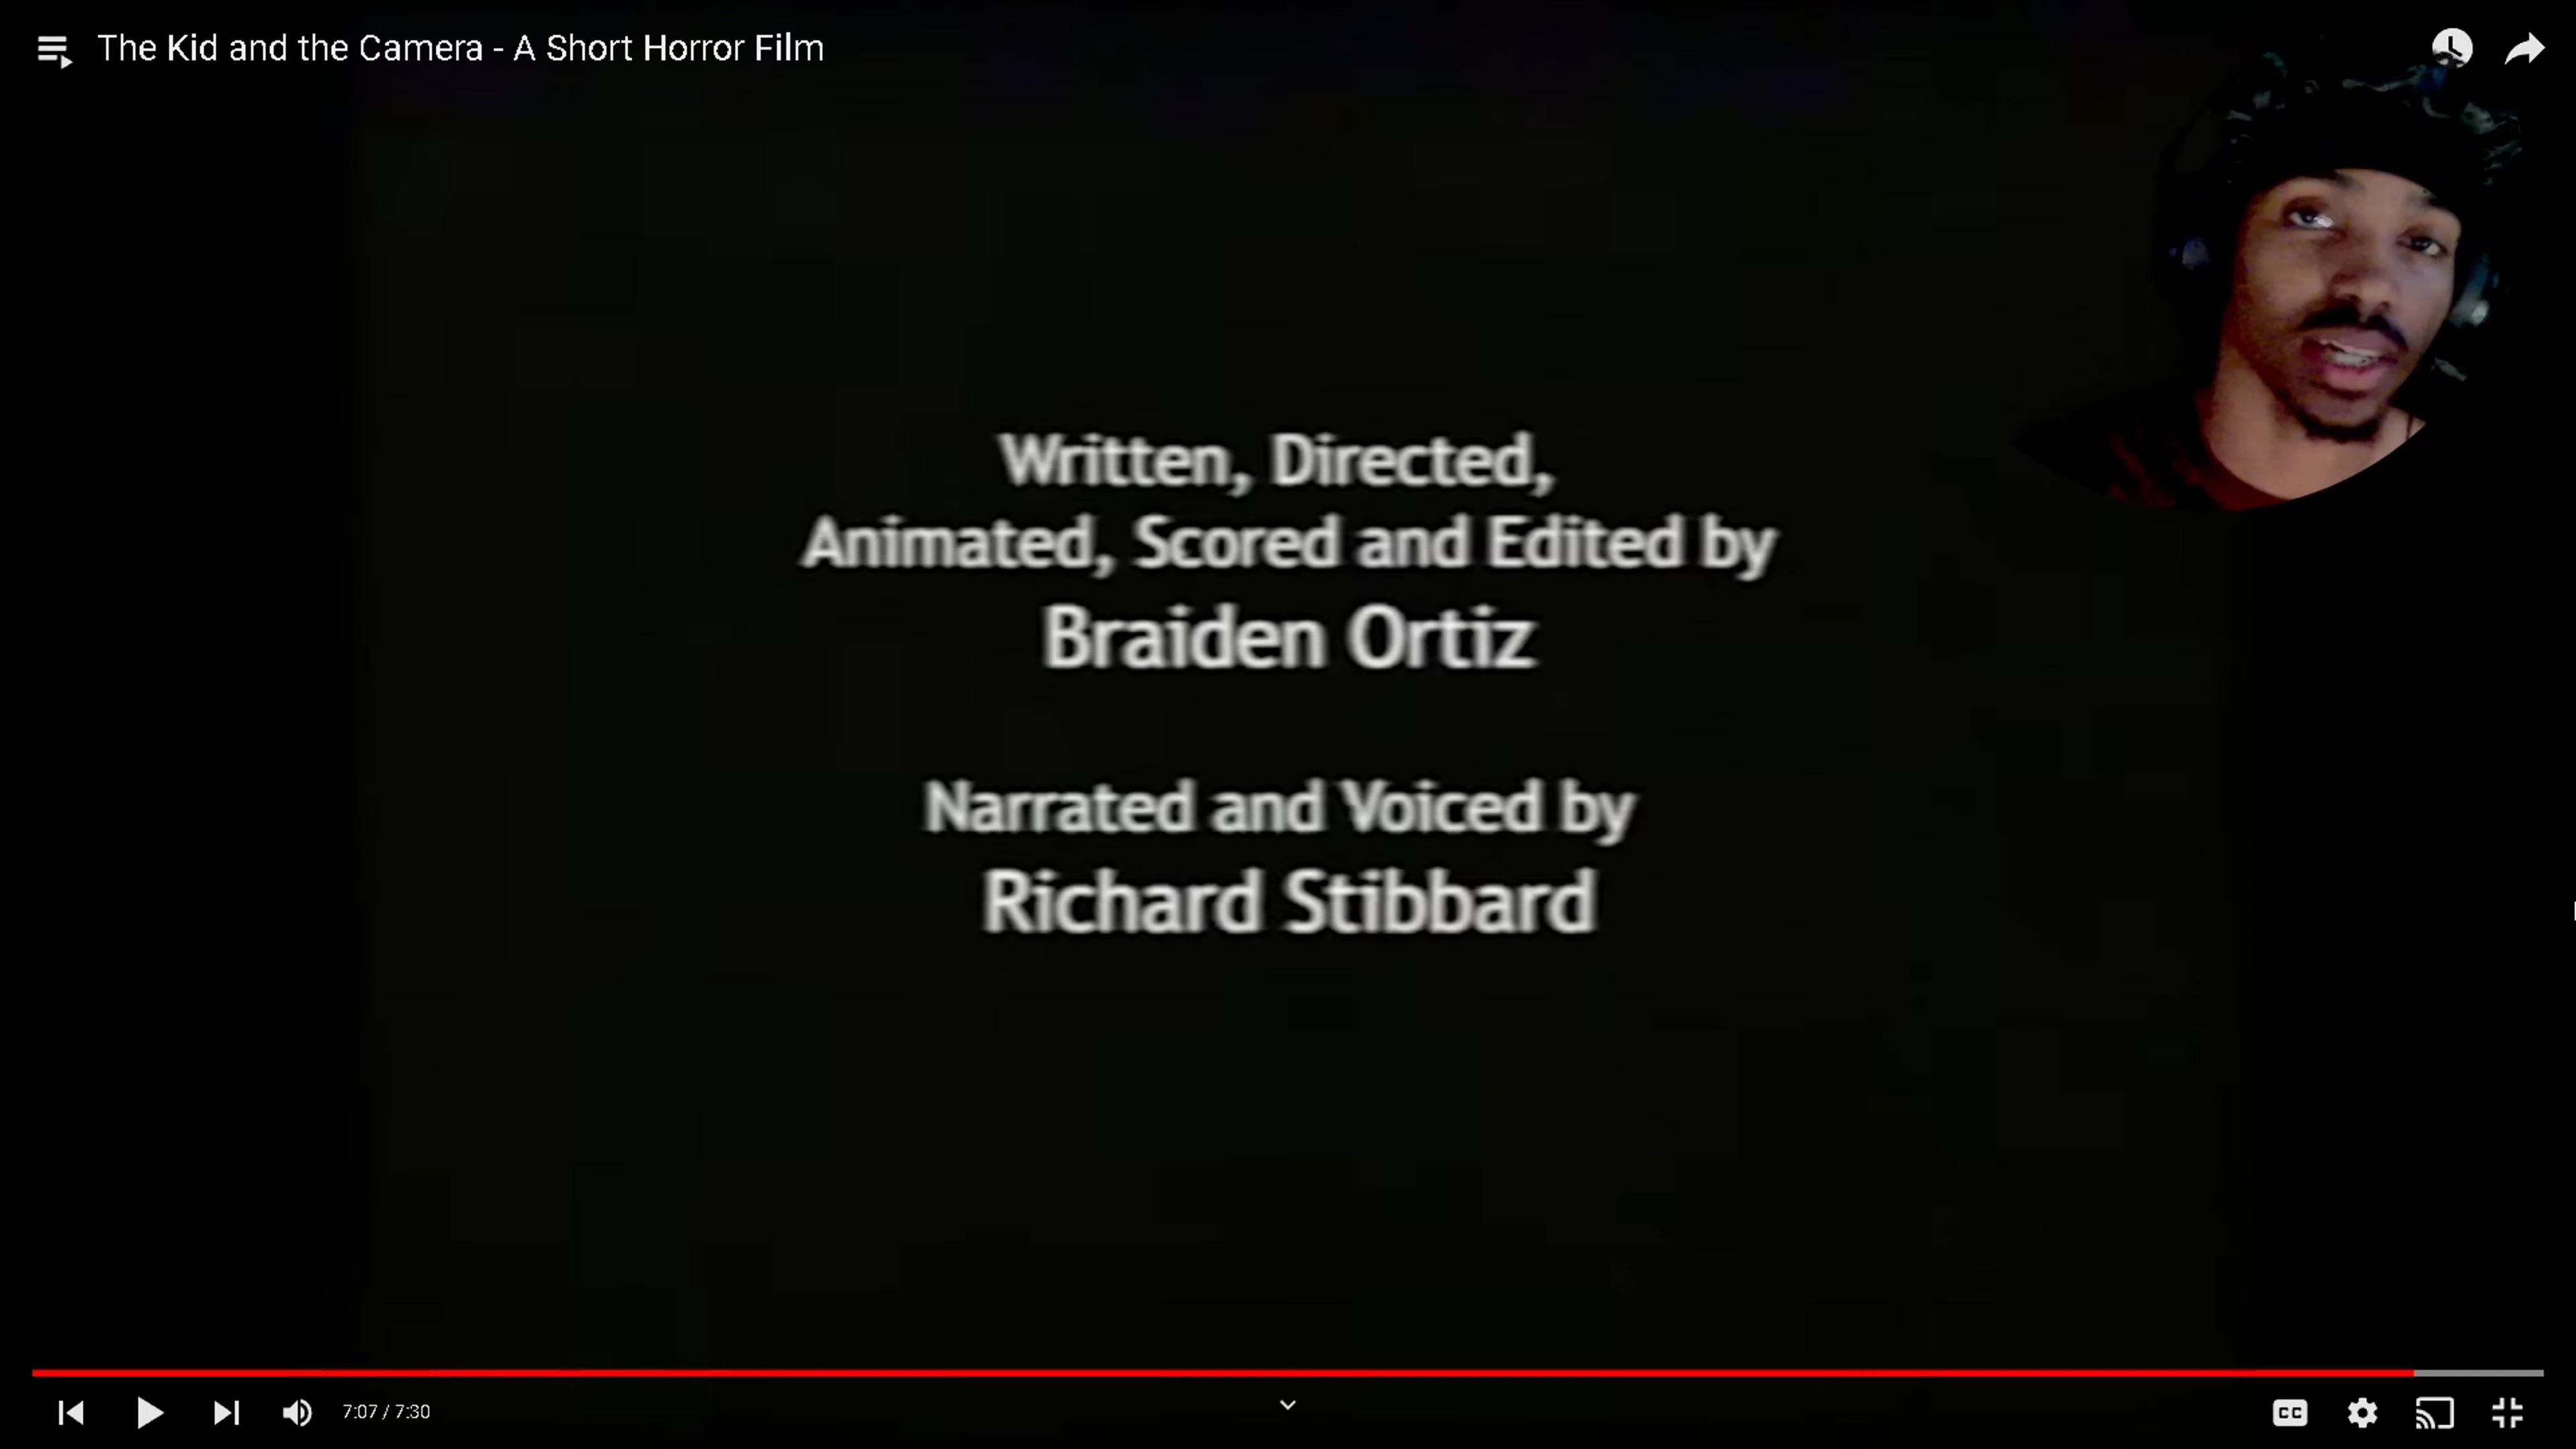 The Kid and the Camera - A Short Horror Film
Written, Directed,
Animated, Scored and Edited by
Braiden Ortiz
Narrated and Voiced by
Richard Stibbard
7:07 / 7:30
CC